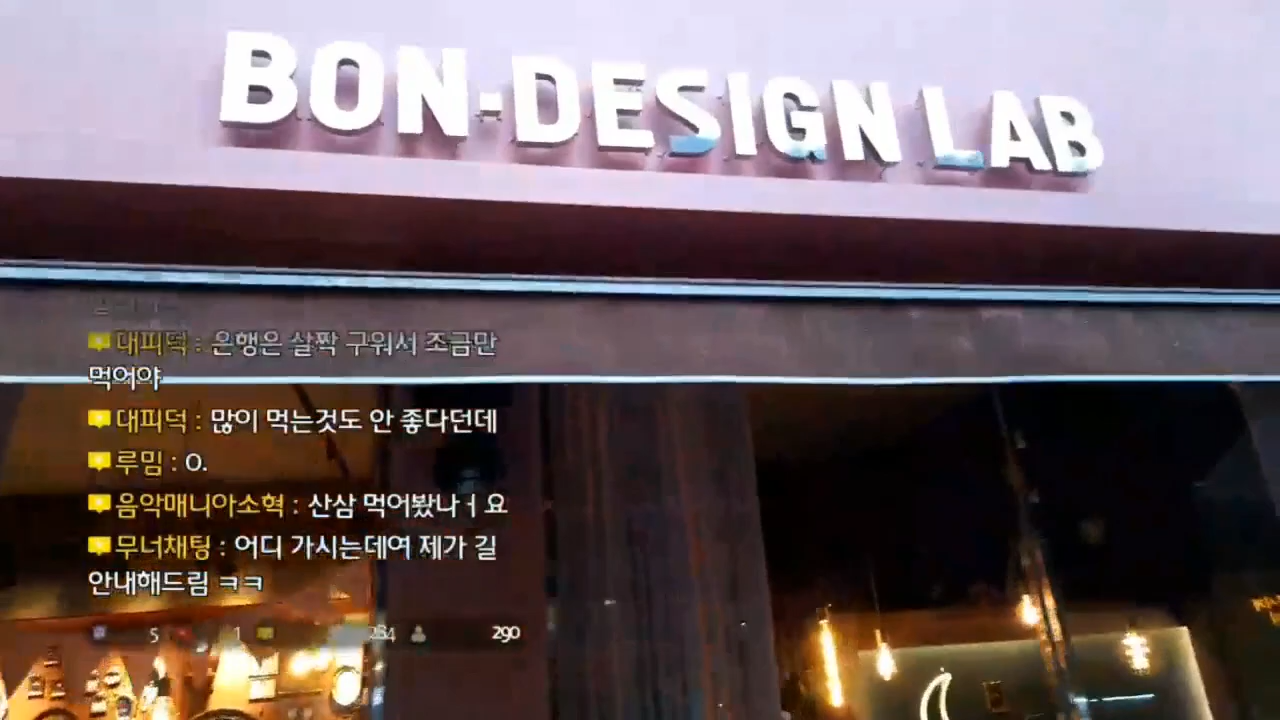 BON-DESIGN LAB
대피덕 : 은행은 살짝 구워서 조금만
먹어야
대피덕 : 많이 먹는것도 안 좋다던데
루밈 : O.
음악매니아소혁 : 산삼 먹어봤나ㅕ요
무너채팅 : 어디 가시는데여 제가 길
안내해드림 ㅋㅋ
5 1 234 290